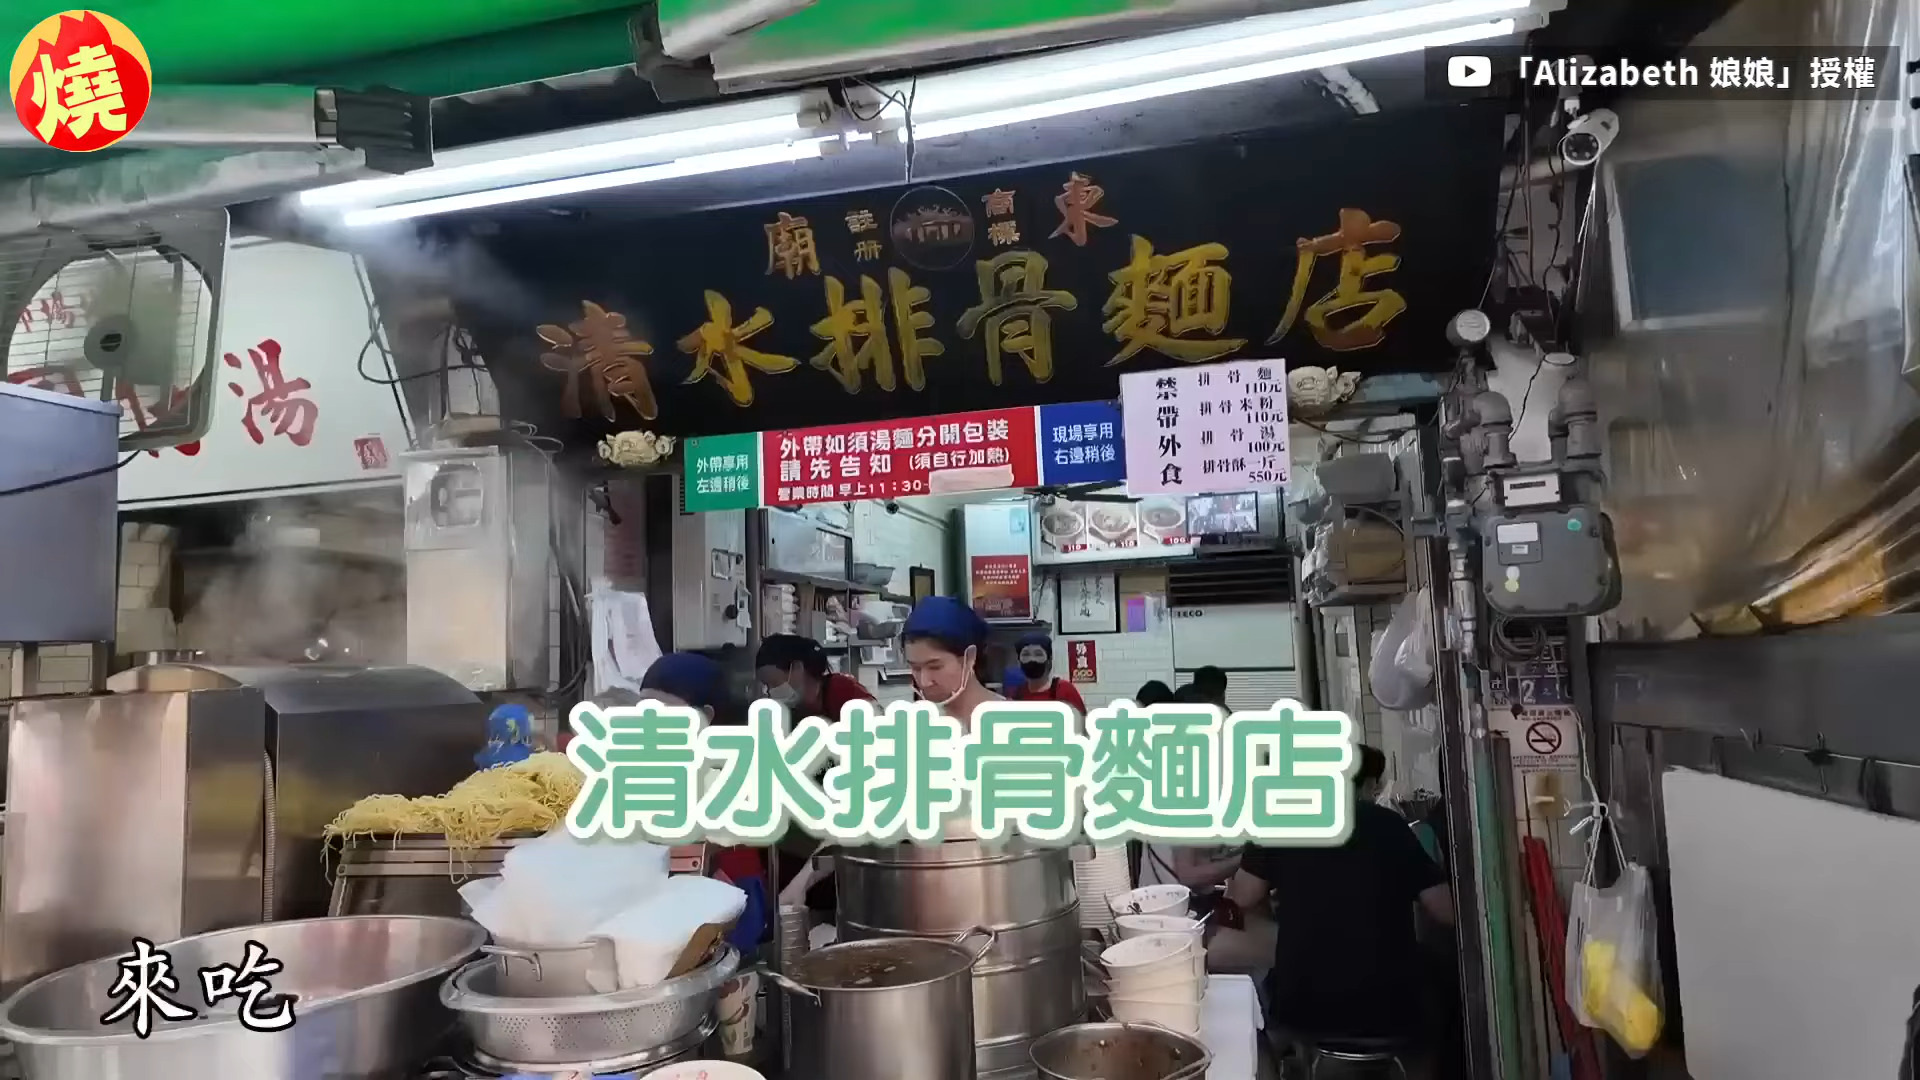 燒
「Alizabeth 娘娘」授權
廟 註冊 商標 東
清水排骨麵店
湯
外帶享用
左邊稍後
外帶如須湯麵分開包裝
請先告知 (須自行加熱)
營業時間 早上11:30-
現場享用
右邊稍後
禁帶外食
排骨麵
110元
排骨米粉
110元
排骨湯
100元
排骨酥一斤
550元
TECO
清水排骨麵店
來吃